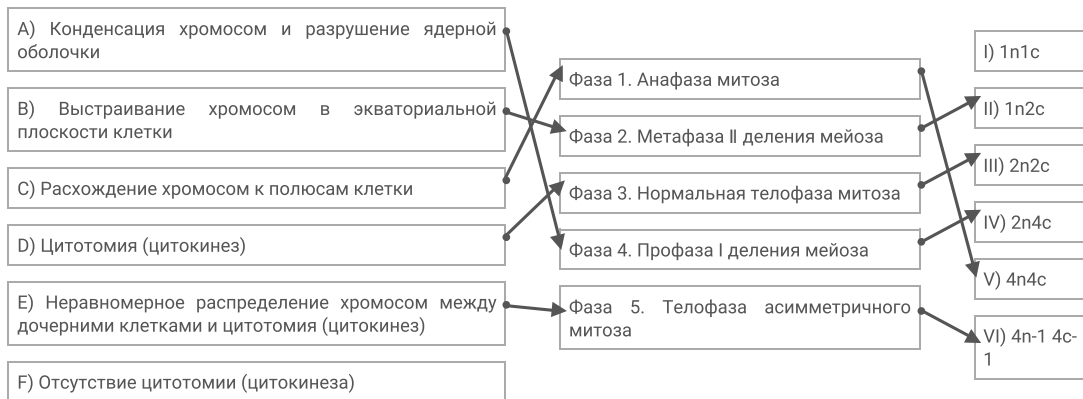 A) Конденсация хромосом и разрушение ядерной
оболочки
B) Выстраивание хромосом в экваториальной
плоскости клетки
C) Расхождение хромосом к полюсам клетки
D) Цитотомия (цитокинез)
E) Неравномерное распределение хромосом между
дочерними клетками и цитотомия (цитокинез)
F) Отсутствие цитотомии (цитокинеза)
Фаза 1. Анафаза митоза
Фаза 2. Метафаза II деления мейоза
Фаза 3. Нормальная телофаза митоза
Фаза 4. Профаза I деления мейоза
Фаза 5. Телофаза асимметричного
митоза
I) 1n1c
II) 1n2c
III) 2n2c
IV) 2n4c
V) 4n4c
VI) 4n-1 4c-
1